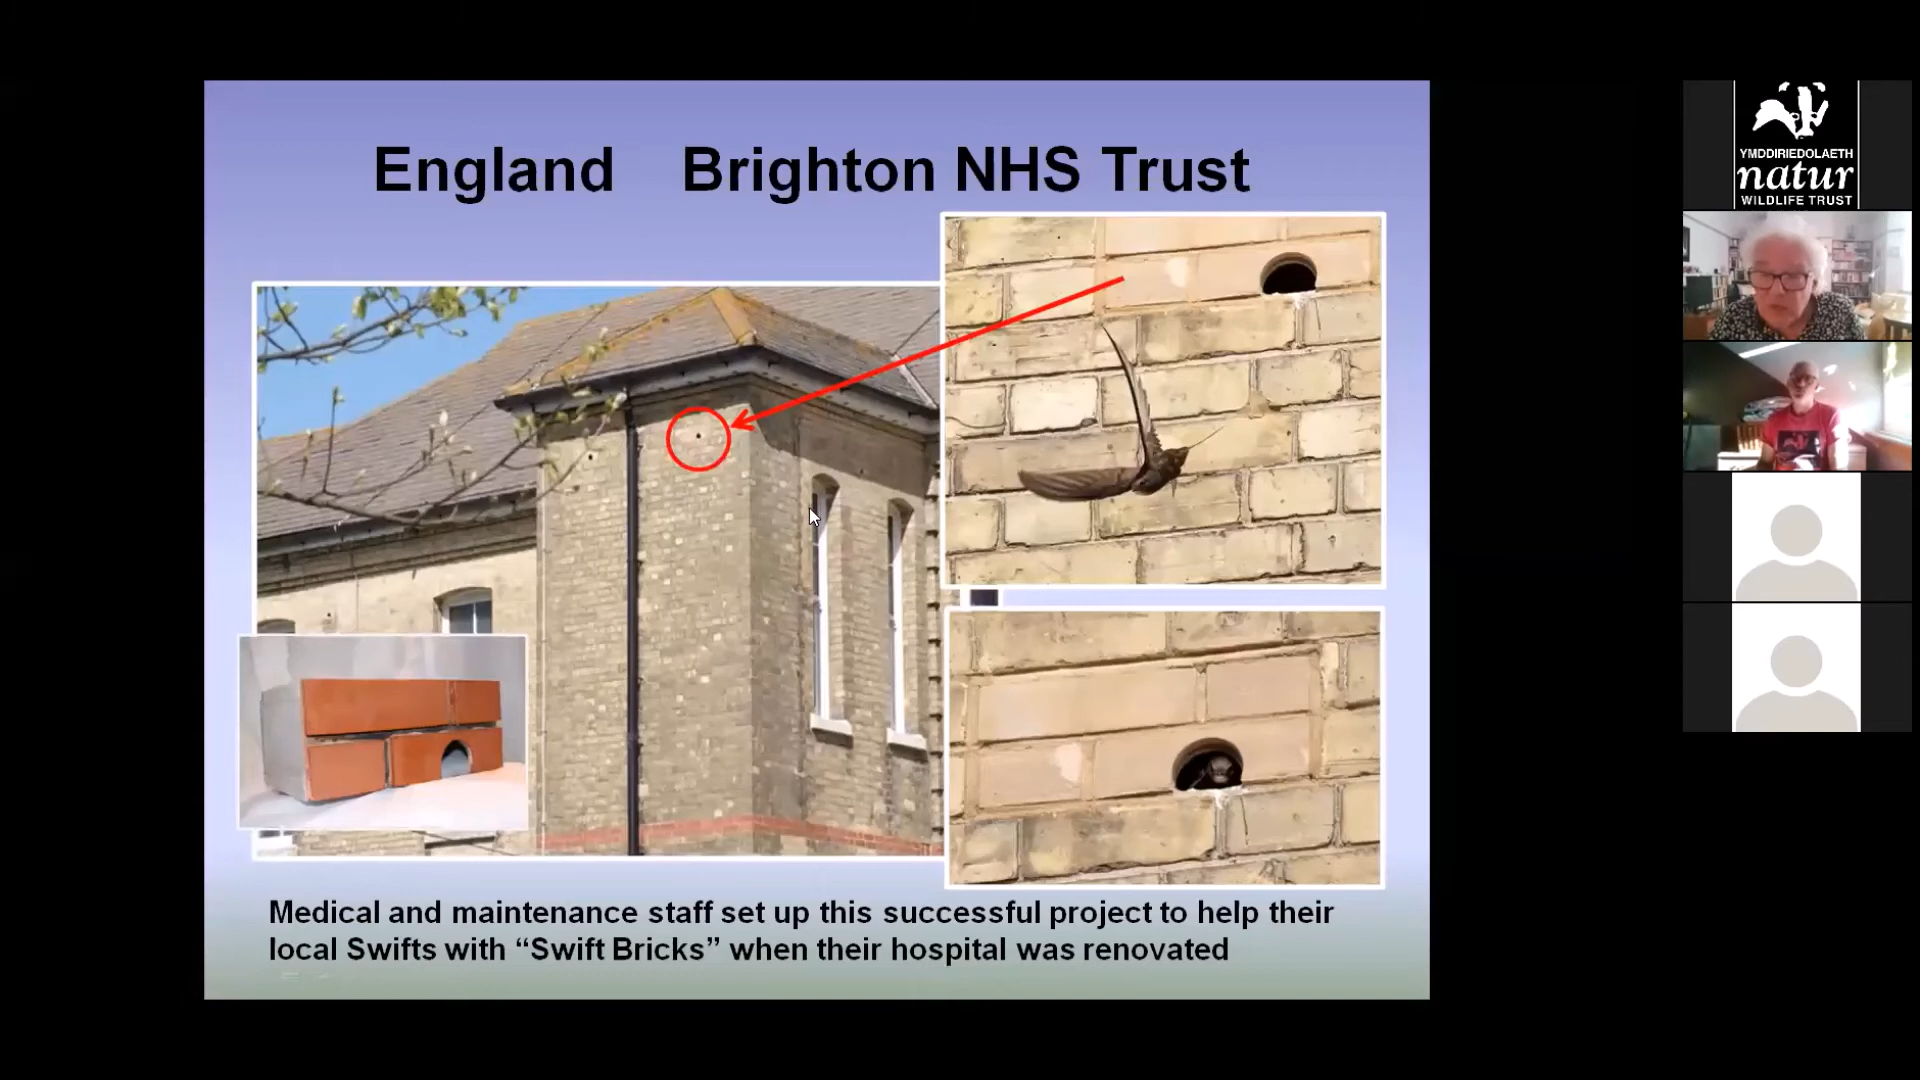 England Brighton NHS Trust
Medical and maintenance staff set up this successful project to help their
local Swifts with “Swift Bricks” when their hospital was renovated
YMDDIRIEDOLAETH
natur
WILDLIFE TRUST